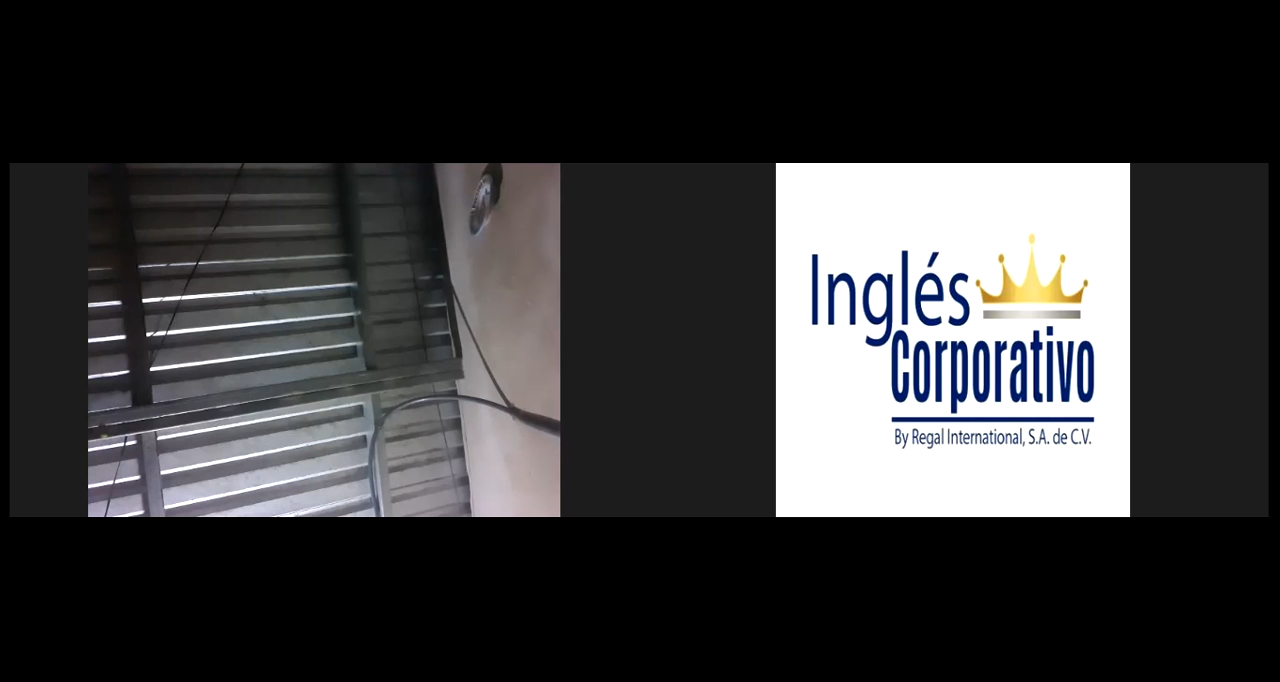 Inglés
Corporativo
By Regal International, S.A. de C.V.